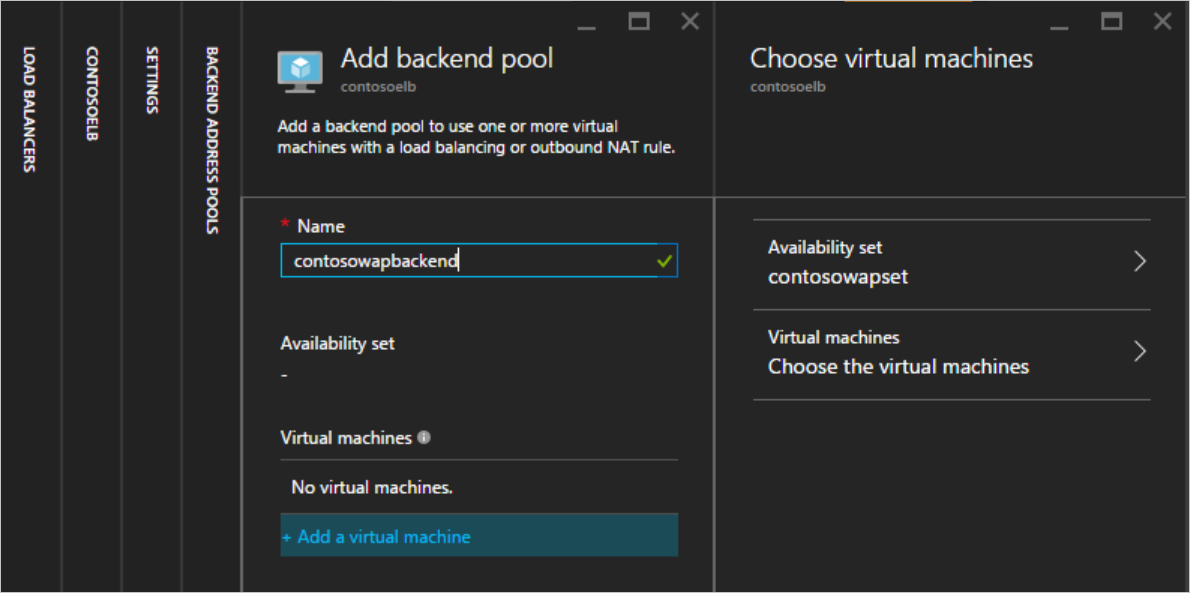 LOAD BALANCERS
CONTOSOELB
SETTINGS
BACKEND ADDRESS POOLS
Add backend pool
contosoelb
Add a backend pool to use one or more virtual
machines with a load balancing or outbound NAT rule.
* Name
contosowapbackend
Availability set
-
Virtual machines
No virtual machines.
+ Add a virtual machine
Choose virtual machines
contosoelb
Availability set
contosowapset
Virtual machines
Choose the virtual machines